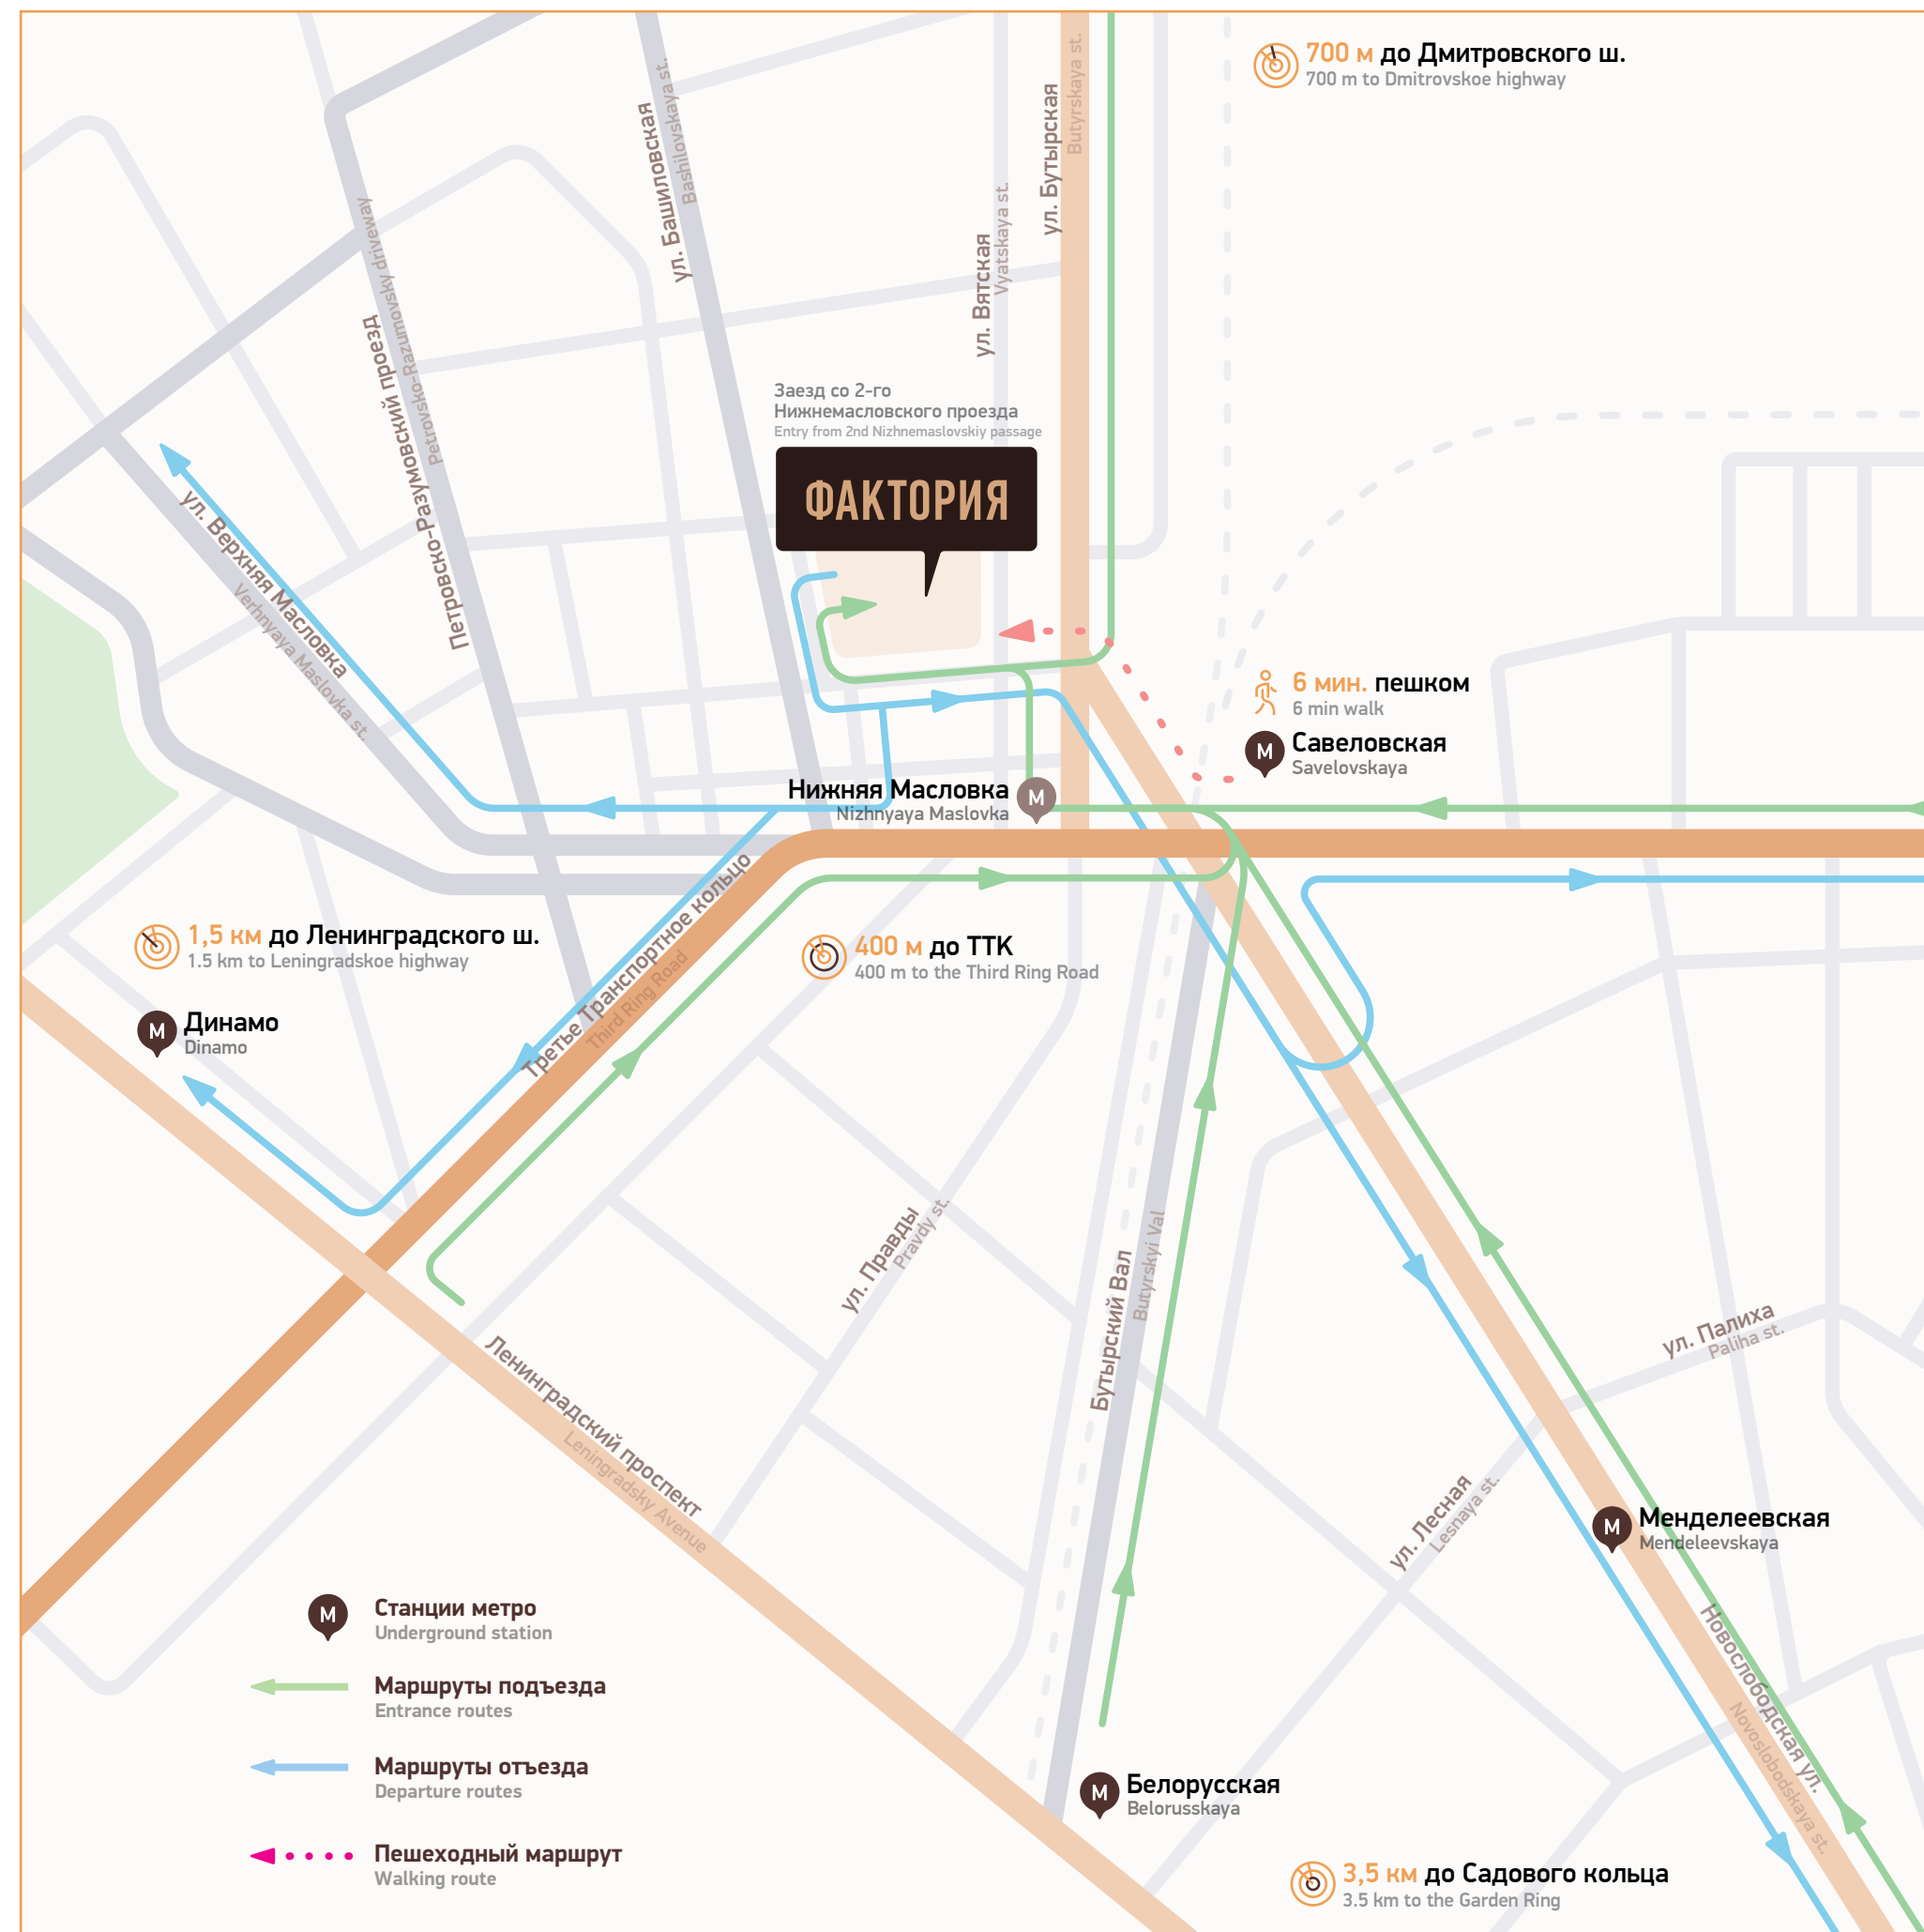 700 м до Дмитровского ш.
700 m to Dmitrovskoe highway
ул. Башиловская
Bashilovskaya st.
ул. Бутырская
Butyrskaya st.
ул. Вятская
Vyatskaya st.
Петровско-Разумовский проезд
Petrovsko-Razumovsky driveway
Заезд со 2-го
Нижнемасловского проезда
Entry from 2nd Nizhnemaslovskiy passage
ФАКТОРИЯ
ул. Верхняя Масловка
Verhnyaya Maslovka st.
6 мин. пешком
6 min walk
М
Савеловская
Savelovskaya
Нижняя Масловка
Nizhnyaya Maslovka
М
1,5 км до Ленинградского ш.
1.5 km to Leningradskoe highway
400 м до ТТК
400 m to the Third Ring Road
Третье Транспортное кольцо
Third Ring Road
М
Динамо
Dinamo
ул. Правды
Pravdy st.
Бутырский Вал
Butyrskyi Val
ул. Палиха
Paliha st.
Ленинградский проспект
Leningradsky Avenue
ул. Лесная
Lesnaya st.
М
Менделеевская
Mendeleevskaya
Новослободская ул.
Novoslobodskaya st.
М
Станции метро
Underground station
Маршруты подъезда
Entrance routes
Маршруты отъезда
Departure routes
Пешеходный маршрут
Walking route
М
Белорусская
Belorusskaya
3,5 км до Садового кольца
3.5 km to the Garden Ring